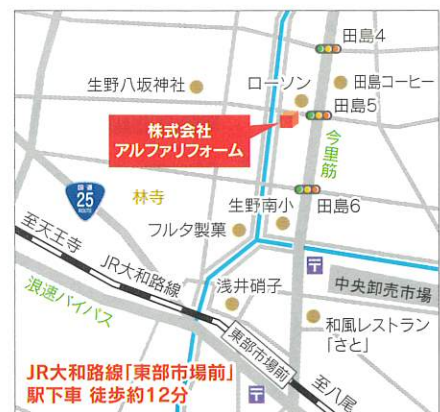 田島4
生野八坂神社
ローソン
田島コーヒー
田島5
株式会社
アルファリフォーム
今里筋
国道
25
ROUTE
林寺
生野南小
田島6
フルタ製菓
至天王寺
JR大和路線
中央卸売市場
浪速バイパス
浅井硝子
東部市場前
和風レストラン
「さと」
至八尾
JR大和路線「東部市場前」
駅下車 徒歩約12分